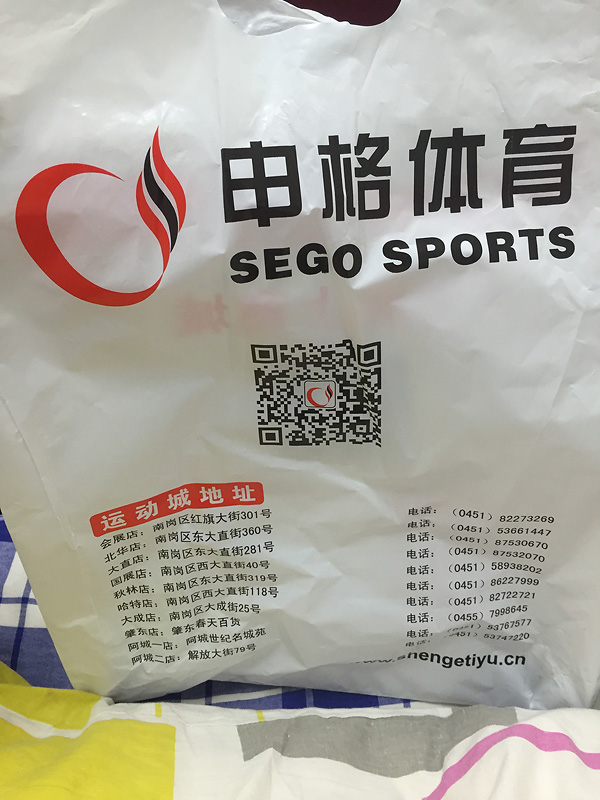 申格体育
SEGO SPORTS
运动城地址
会展店：南岗区红旗大街301号 电话：（0451）82273269
北华店：南岗区东大直街360号 电话：（0451）53661447
大直店：南岗区东大直街281号 电话：（0451）87530670
国展店：南岗区西大直街40号 电话：（0451）87532070
秋林店：南岗区东大直街319号 电话：（0451）58938202
哈特店：南岗区西大直街118号 电话：（0451）86227999
大成店：南岗区大成街25号 电话：（0451）82722721
肇东店：肇东春天百货 电话：（0455）7998645
阿城一店：阿城世纪名城苑 电话：（0451）53767577
阿城二店：解放大街79号 电话：（0451）53747220
www.shengetiyu.cn